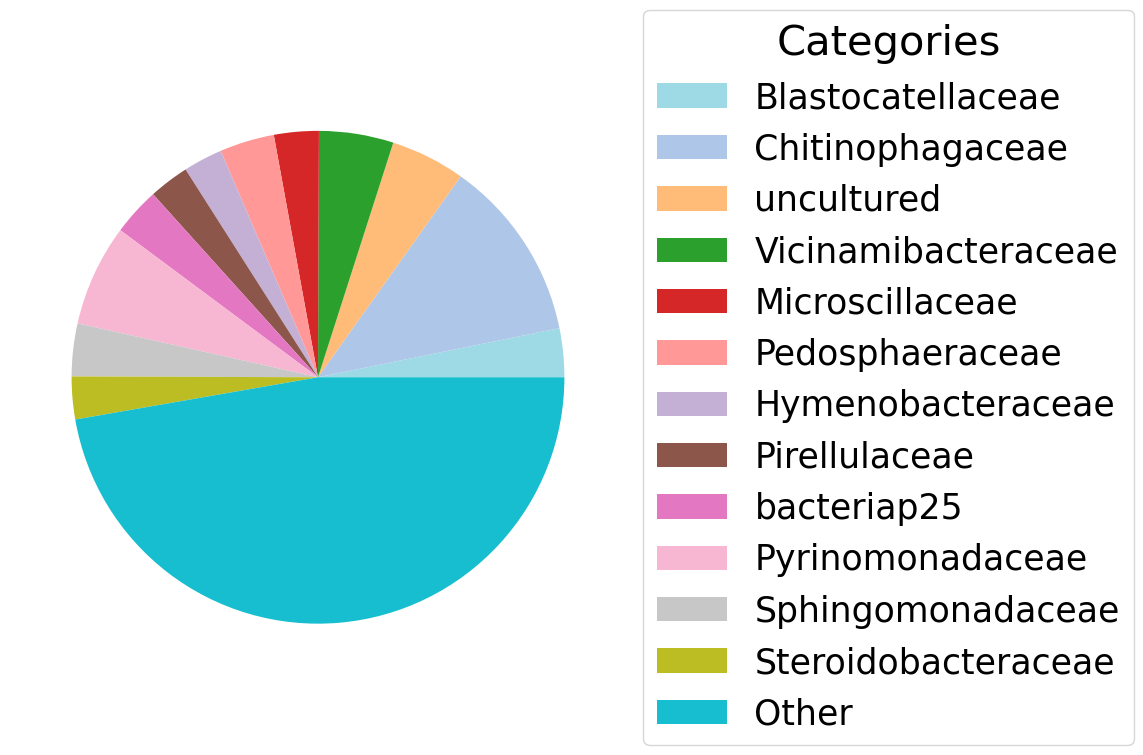 Categories
Blastocatellaceae
Chitinophagaceae
uncultured
Vicinamibacteraceae
Microscillaceae
Pedosphaeraceae
Hymenobacteraceae
Pirellulaceae
bacteriap25
Pyrinomonadaceae
Sphingomonadaceae
Steroidobacteraceae
Other